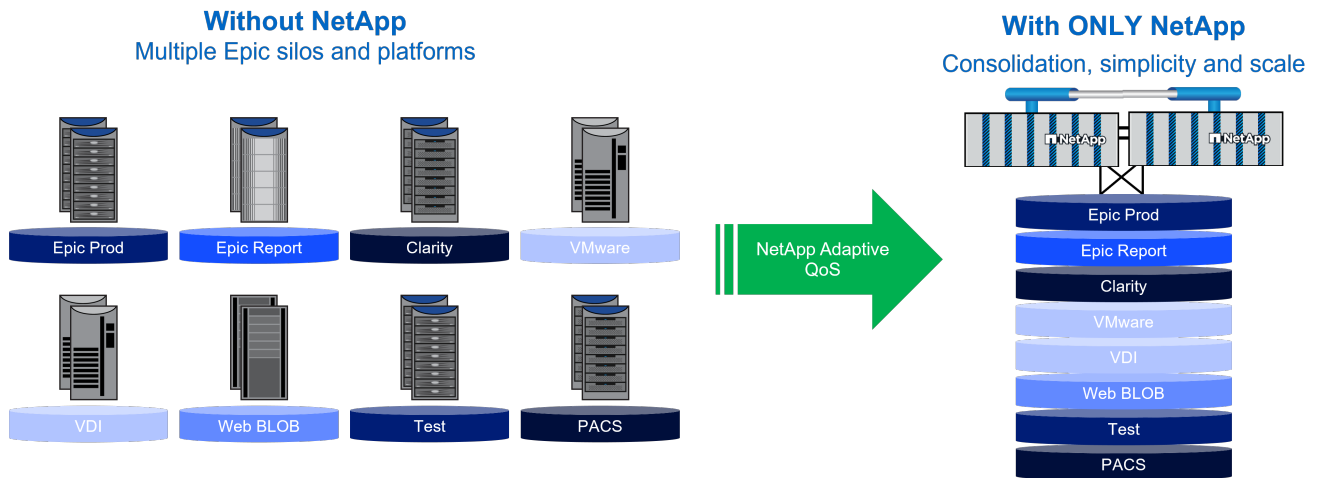 Without NetApp
Multiple Epic silos and platforms
Epic Prod
Epic Report
Clarity
VMware
VDI
Web BLOB
Test
PACS
NetApp Adaptive
QoS
With ONLY NetApp
Consolidation, simplicity and scale
NetApp
NetApp
Epic Prod
Epic Report
Clarity
VMware
VDI
Web BLOB
Test
PACS